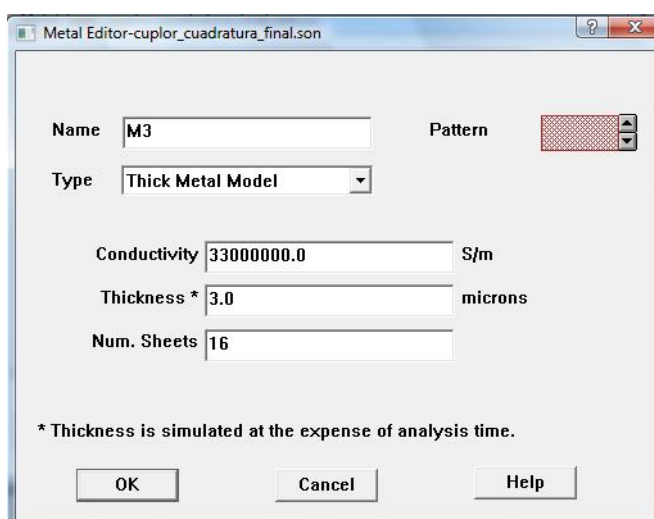 Metal Editor-cuplor_cuadratura_final.son
Name M3 Pattern
Type Thick Metal Model
Conductivity 33000000.0 S/m
Thickness * 3.0 microns
Num. Sheets 16
* Thickness is simulated at the expense of analysis time.
OK Cancel Help